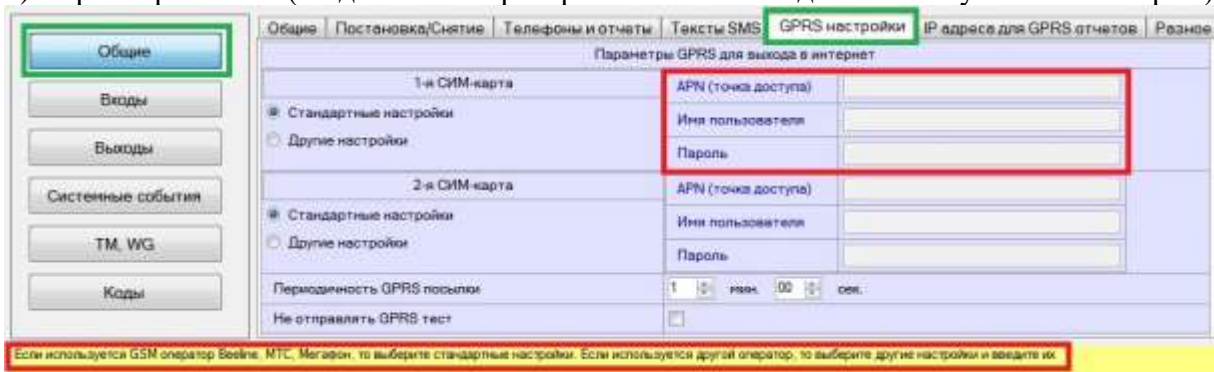 Общие Постановка/Снятие Телефоны и отчеты Тексты SMS GPRS настройки IP адреса для GPRS отчетов Разное
Общие
Входы
Выходы
Системные события
TM, WG
Коды
Параметры GPRS для выхода в интернет
1-я СИМ-карта
APN (точка доступа)
Стандартные настройки
Имя пользователя
Другие настройки
Пароль
2-я СИМ-карта
APN (точка доступа)
Стандартные настройки
Имя пользователя
Другие настройки
Пароль
Периодичность GPRS посылки 1 мин. 00 сек.
Не отправлять GPRS тест
Если используется GSM оператор Beeline, МТС, Мегафон, то выберите стандартные настройки. Если используется другой оператор, то выберите другие настройки и введите их.